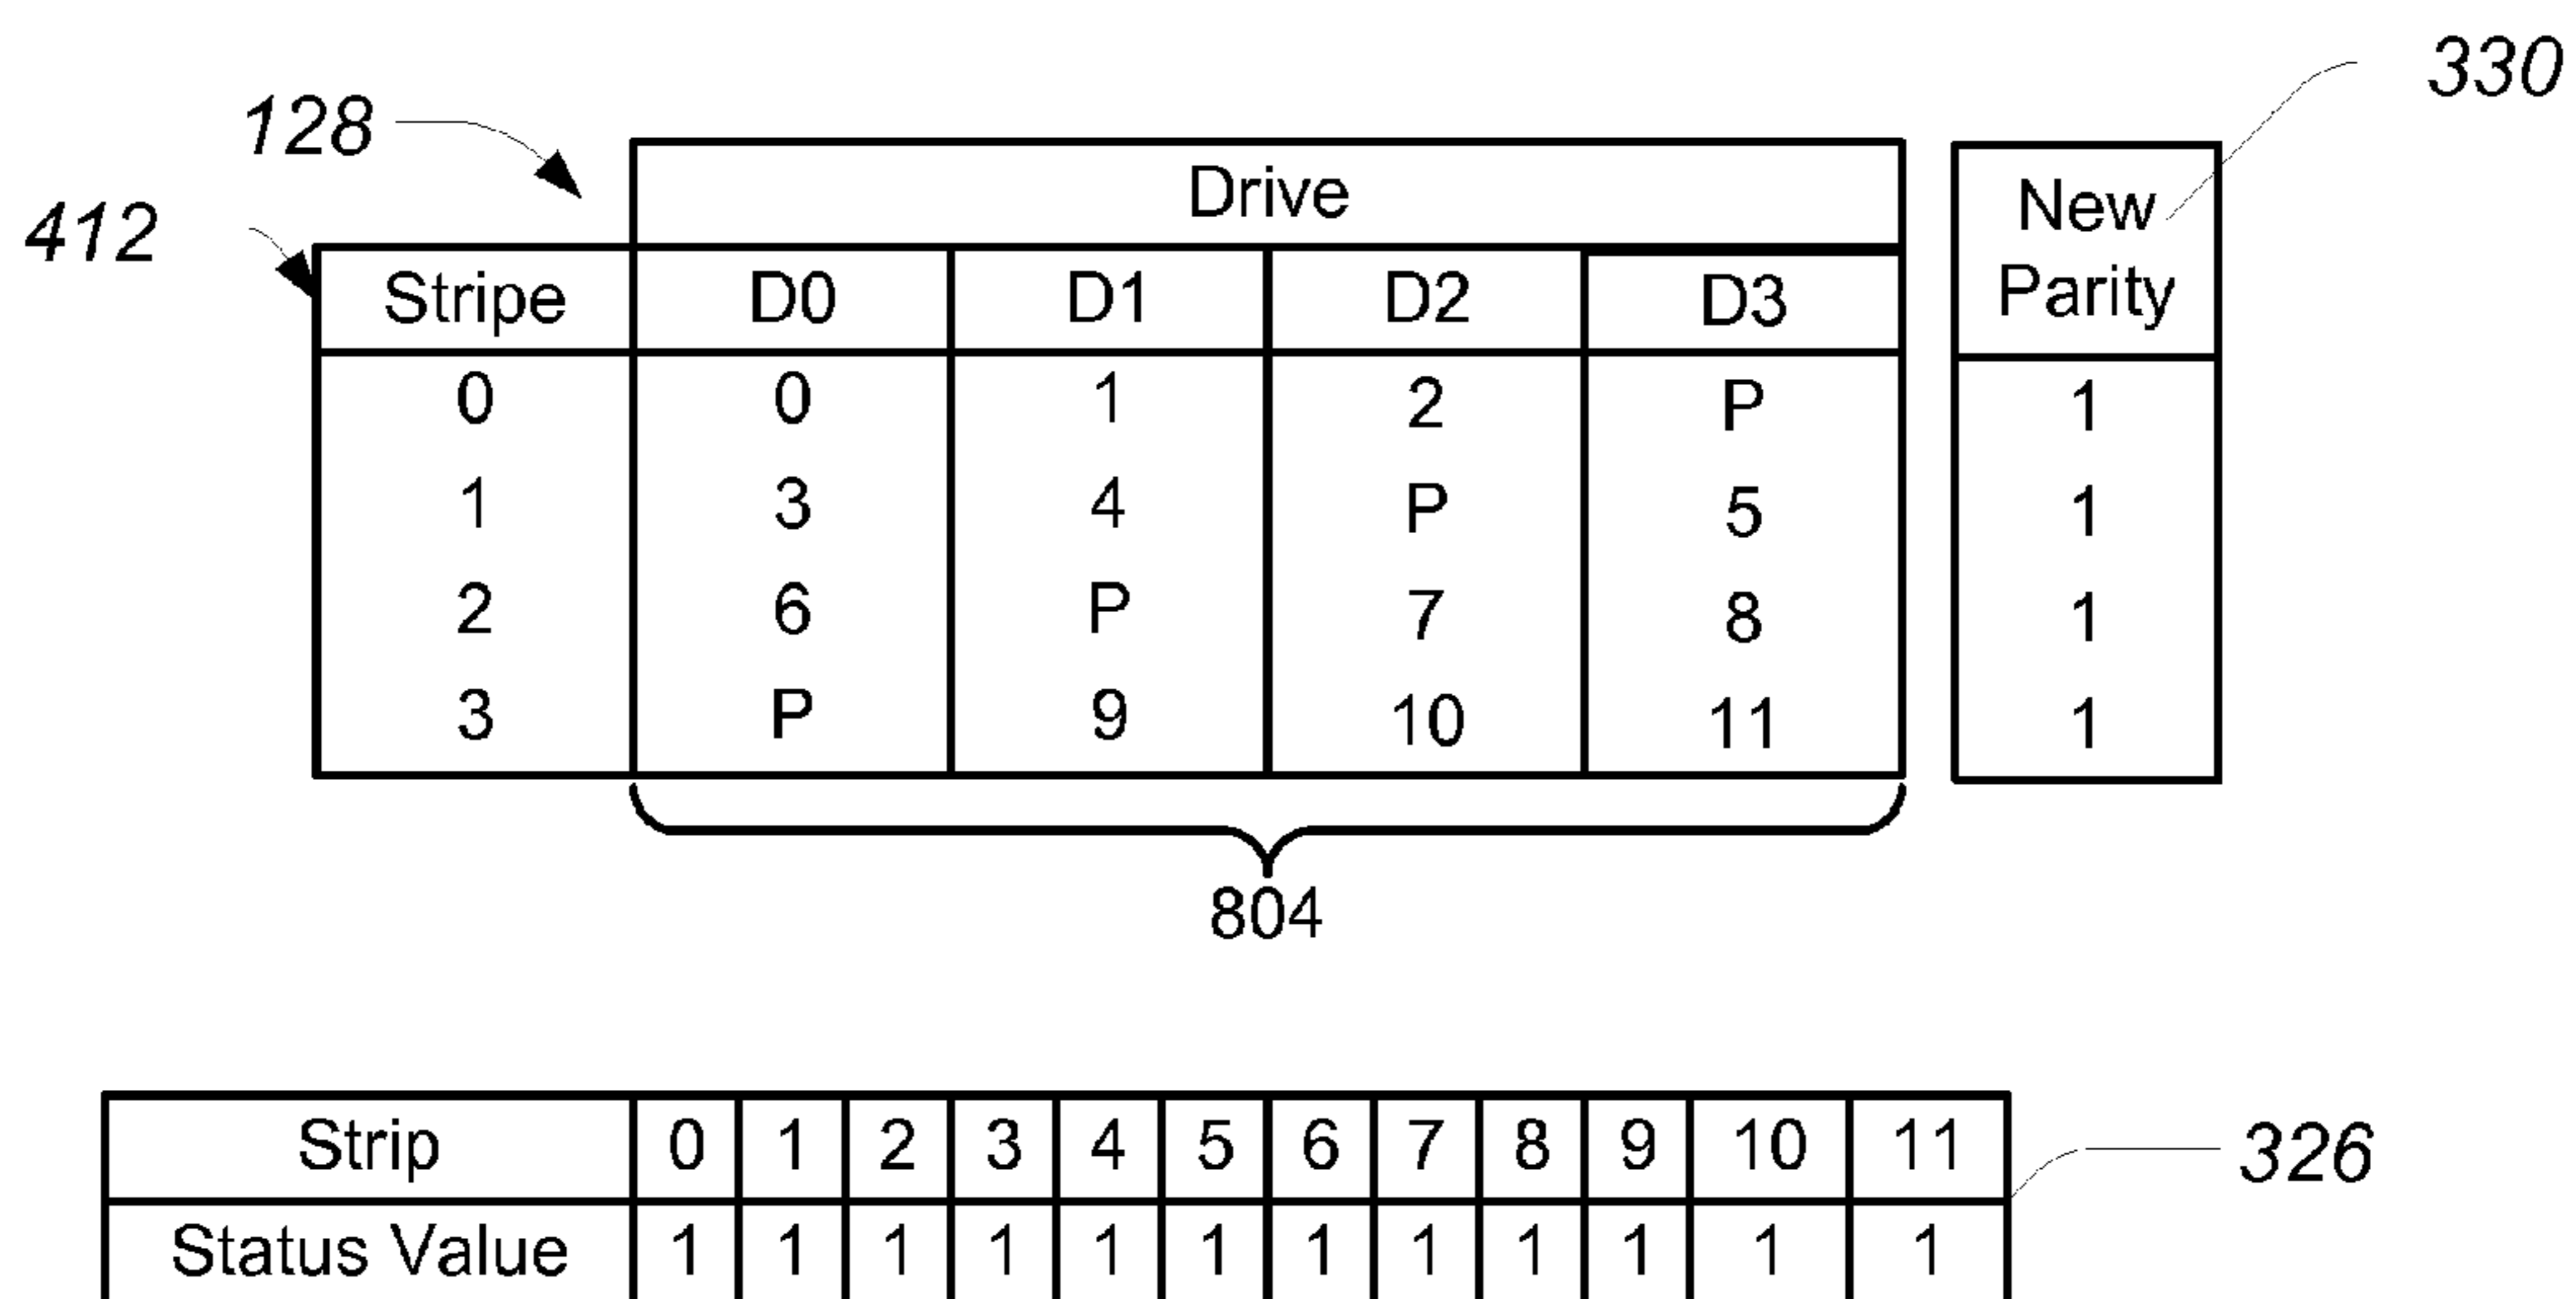 330
128
412
Drive
New
Parity
Stripe D0 D1 D2 D3
0 0 1 2 P 1
1 3 4 P 5 1
2 6 P 7 8 1
3 P 9 10 11 1
804
Strip 0 1 2 3 4 5 6 7 8 9 10 11
326
Status Value 1 1 1 1 1 1 1 1 1 1 1 1